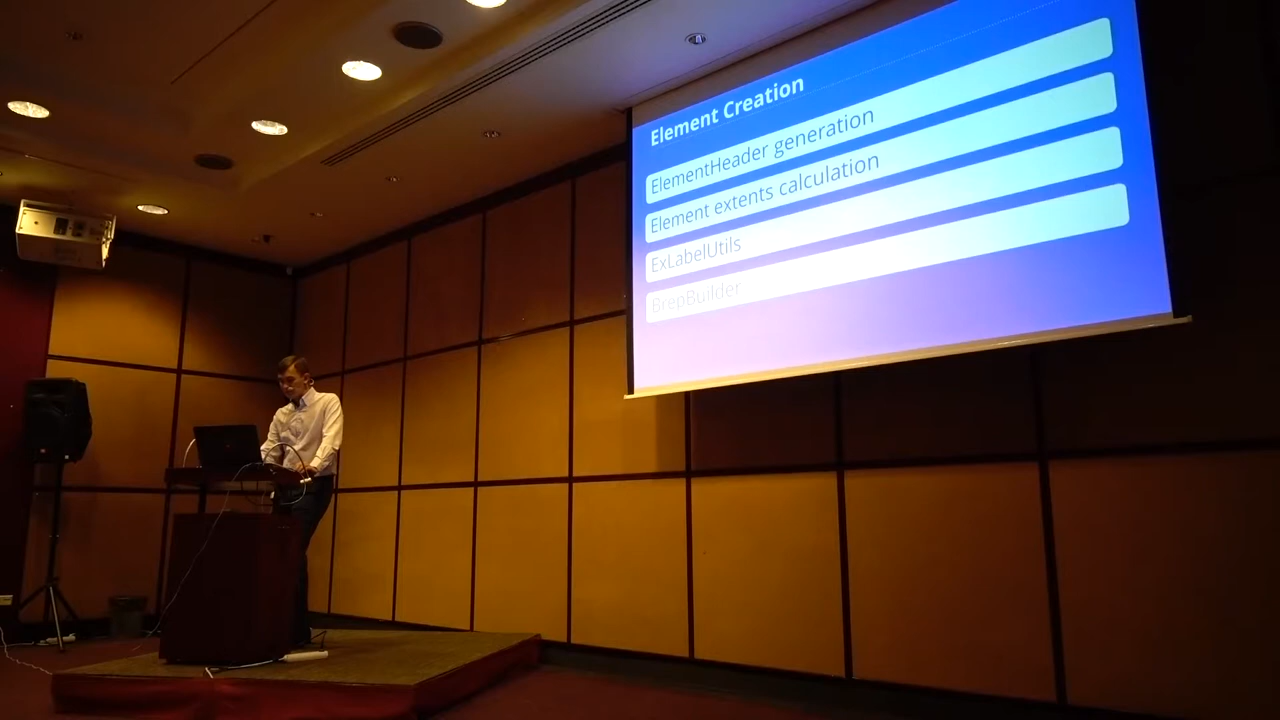 Element Creation
ElementHeader generation
Element extents calculation
ExLabelUtils
BrepBuilder